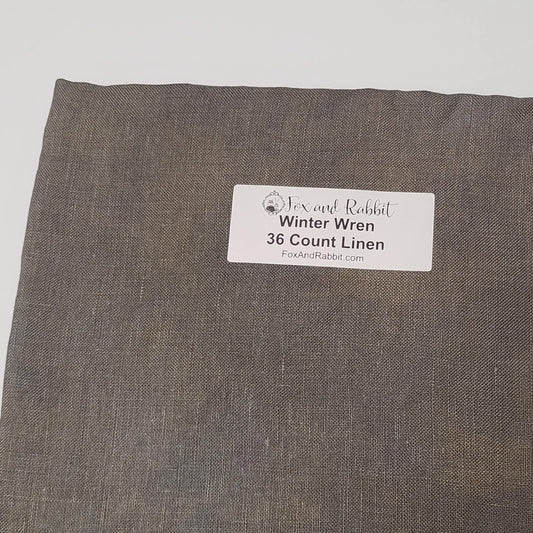 Fox and Rabbit
Winter Wren
36 Count Linen
FoxAndRabbit.com